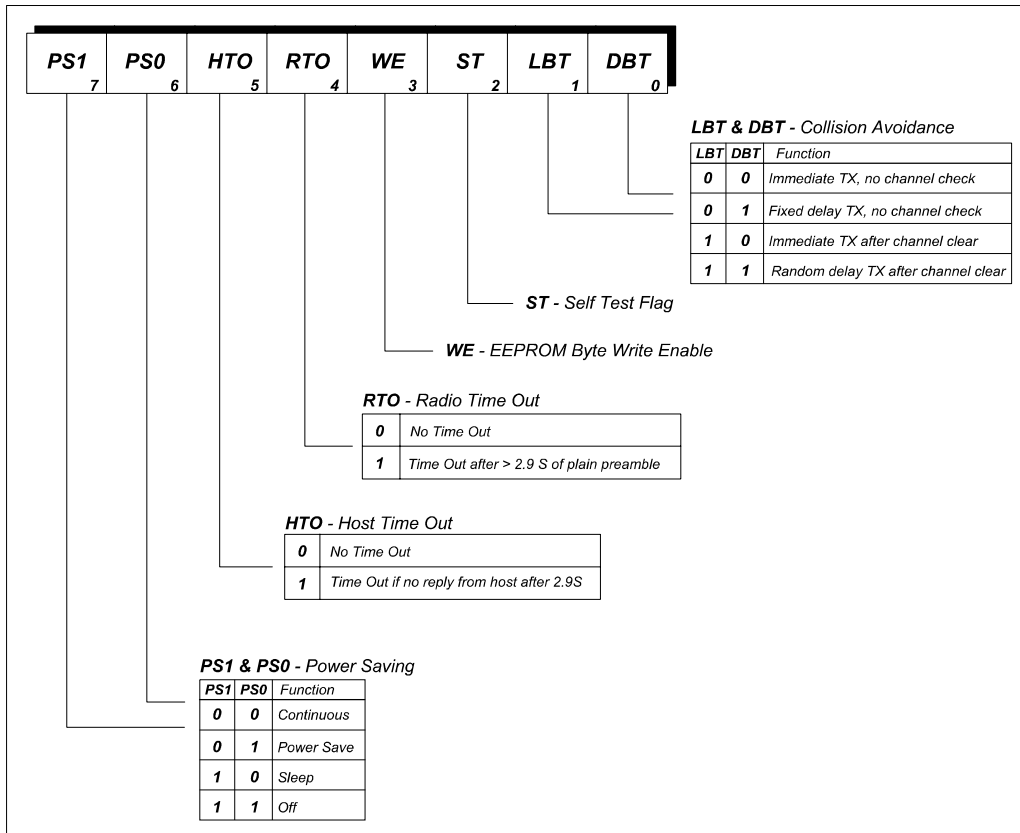 PS1 PS0 HTO RTO WE ST LBT DBT
7 6 5 4 3 2 1 0
LBT & DBT - Collision Avoidance
LBT DBT Function
0 0 Immediate TX, no channel check
0 1 Fixed delay TX, no channel check
1 0 Immediate TX after channel clear
1 1 Random delay TX after channel clear
ST - Self Test Flag
WE - EEPROM Byte Write Enable
RTO - Radio Time Out
0 No Time Out
1 Time Out after > 2.9 S of plain preamble
HTO - Host Time Out
0 No Time Out
1 Time Out if no reply from host after 2.9S
PS1 & PS0 - Power Saving
PS1 PS0 Function
0 0 Continuous
0 1 Power Save
1 0 Sleep
1 1 Off